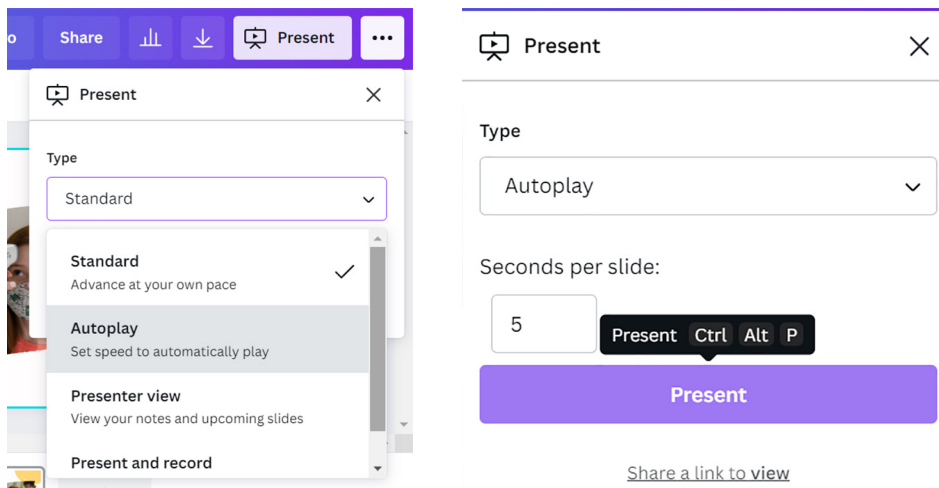 o Share Present
Present
Type
Standard
Standard
Advance at your own pace
Autoplay
Set speed to automatically play
Presenter view
View your notes and upcoming slides
Present and record
Present
Type
Autoplay
Seconds per slide:
5
Present Ctrl Alt P
Present
Share a link to view